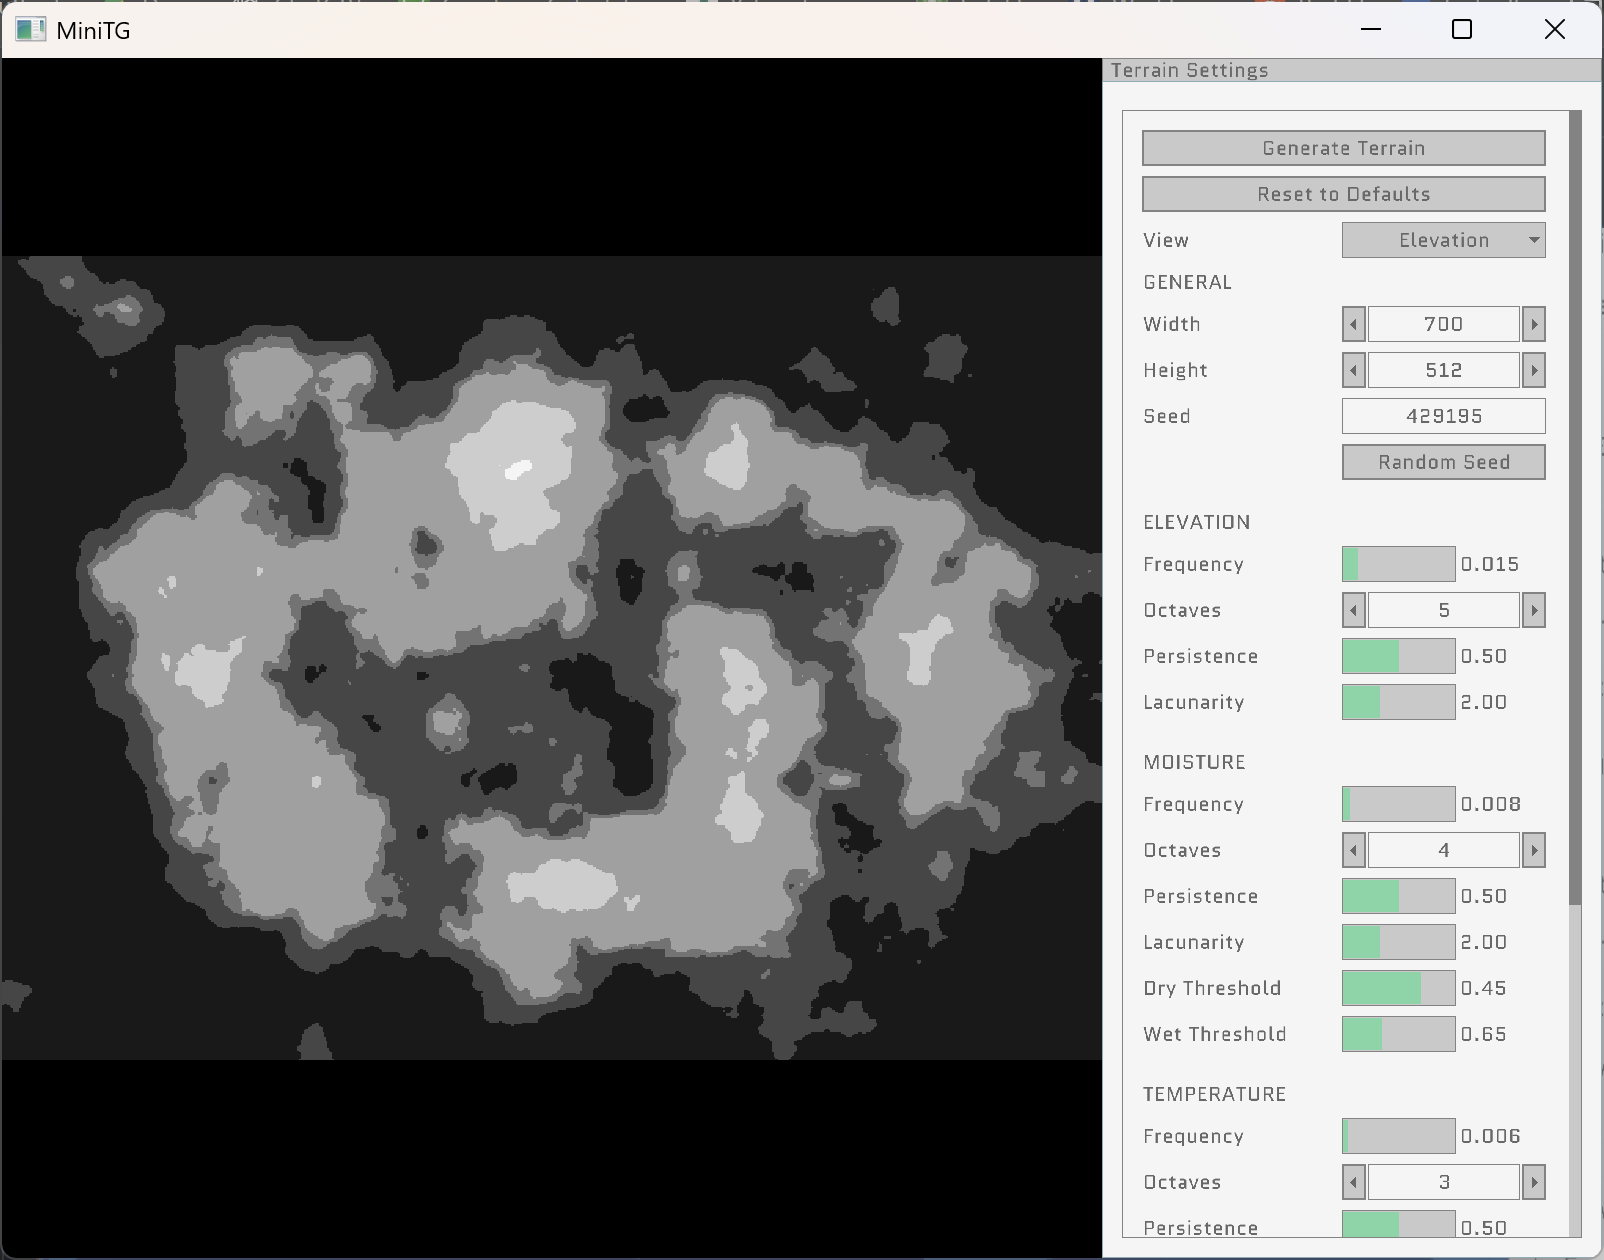 MiniTG
Terrain Settings
Generate Terrain
Reset to Defaults
View Elevation
GENERAL
Width 700
Height 512
Seed 429195
Random Seed
ELEVATION
Frequency 0.015
Octaves 5
Persistence 0.50
Lacunarity 2.00
MOISTURE
Frequency 0.008
Octaves 4
Persistence 0.50
Lacunarity 2.00
Dry Threshold 0.45
Wet Threshold 0.65
TEMPERATURE
Frequency 0.006
Octaves 3
Persistence 0.50